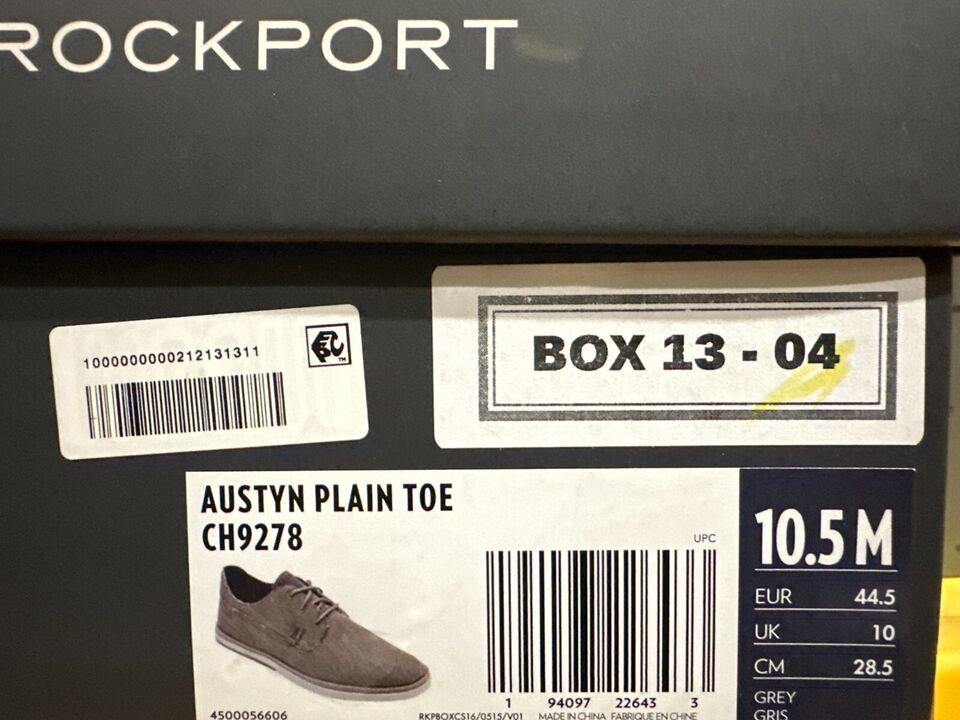 ROCKPORT
1000000000212131311
TM
BOX 13 - 04
AUSTYN PLAIN TOE
CH9278
UPC
1 94097 22643 3
4500056606
RKPBOXCS16/0515/V01 MADE IN CHINA FABRIQUE EN CHINE
10.5 M
EUR 44.5
UK 10
CM 28.5
GREY
GRIS